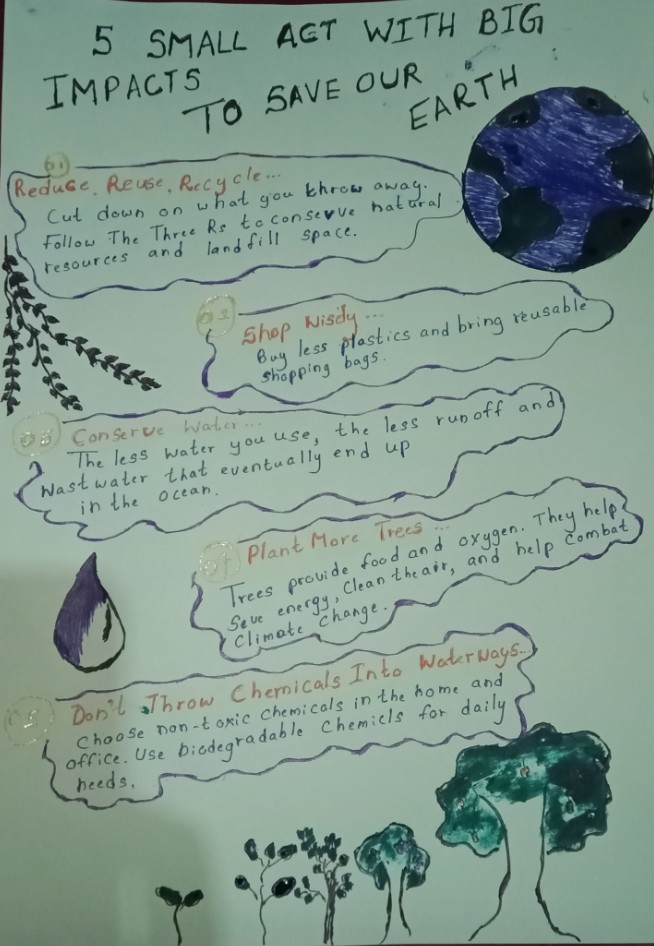 5 SMALL ACT WITH BIG
IMPACTS
TO SAVE OUR
EARTH
01
Reduce, Reuse, Recycle...
Cut down on what you throw away.
Follow The Three Rs to conserve natural
resources and landfill space.
02
Shop Wisely...
Buy less plastics and bring reusable
shopping bags.
03
Conserve Water...
The less water you use, the less runoff and
Wastwater that eventually end up
in the ocean.
04
Plant More Trees...
Trees provide food and oxygen. They help
Seve energy, Clean the air, and help Combat
Climate Change.
05
Don't Throw Chemicals Into Waterways...
Choose non-toxic Chemicals in the home and
office. Use biodegradable Chemicls for daily
needs.